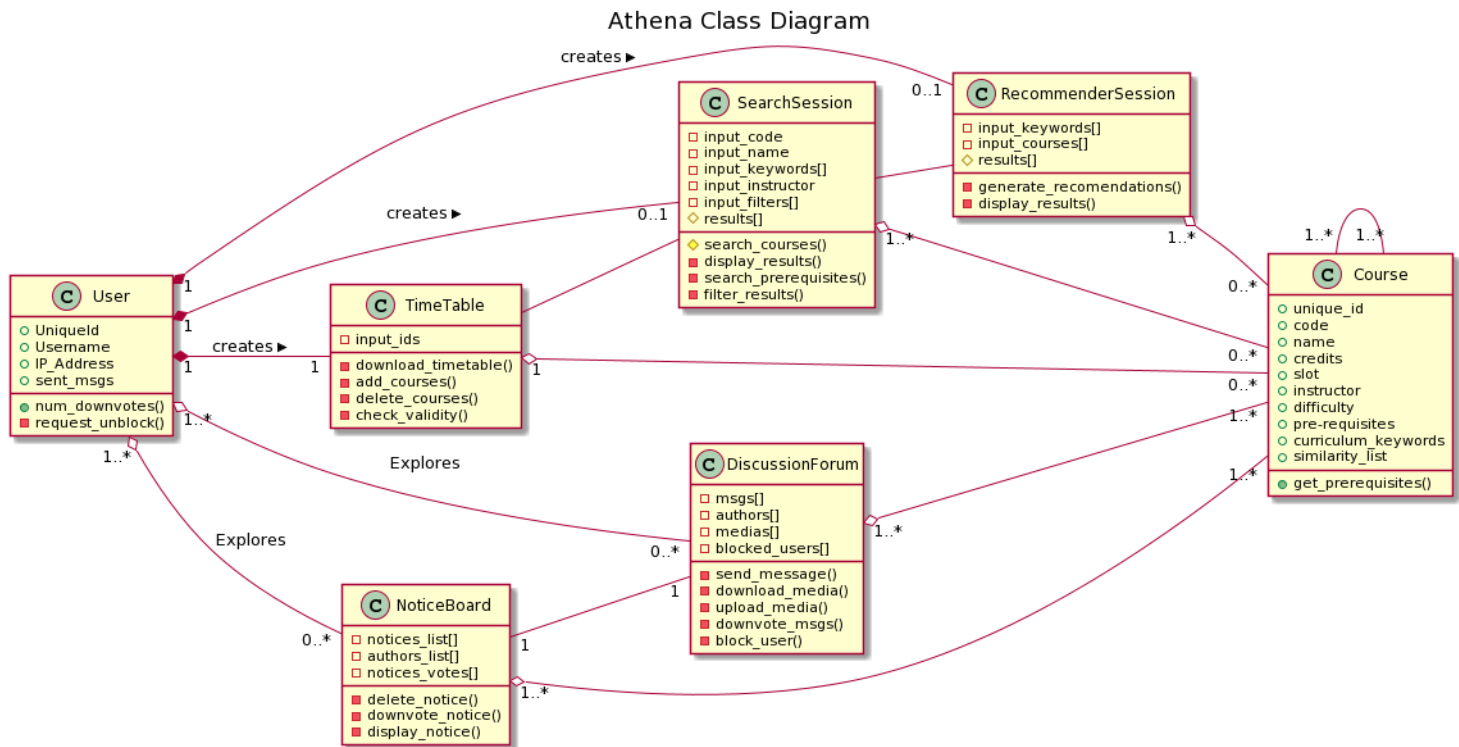 Athena Class Diagram
creates ▶
0..1
C RecommenderSession
input_keywords[]
input_courses[]
results[]
generate_recomendations()
display_results()
1..*
C SearchSession
input_code
input_name
input_keywords[]
input_instructor
input_filters[]
results[]
search_courses()
display_results()
search_prerequisites()
filter_results()
creates ▶
0..1
1..*
1..*
1..*
0..*
C Course
unique_id
code
name
credits
slot
instructor
difficulty
pre-requisites
curriculum_keywords
similarity_list
get_prerequisites()
0..*
0..*
1..*
1..*
C User
UniqueId
Username
IP_Address
sent_msgs
num_downvotes()
request_unblock()
1
1
1
1..*
1..*
creates ▶
1
C TimeTable
input_ids
download_timetable()
add_courses()
delete_courses()
check_validity()
1
Explores
0..*
C DiscussionForum
msgs[]
authors[]
medias[]
blocked_users[]
send_message()
download_media()
upload_media()
downvote_msgs()
block_user()
1..*
1
Explores
0..*
C NoticeBoard
notices_list[]
authors_list[]
notices_votes[]
delete_notice()
downvote_notice()
display_notice()
1
1..*